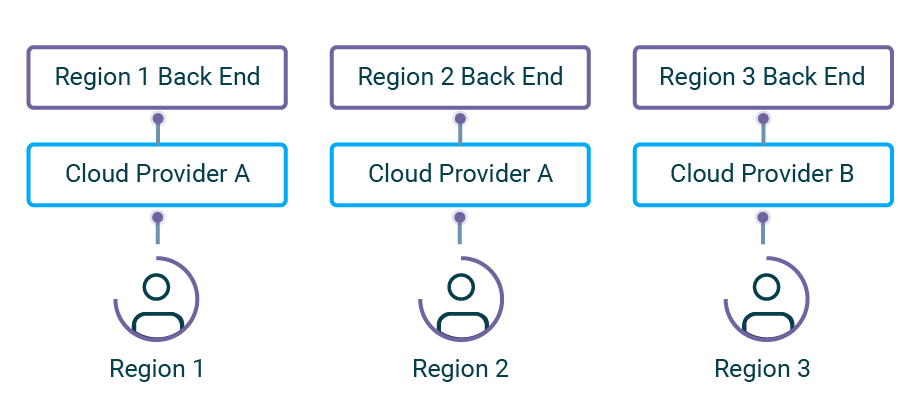 Region 1 Back End
Region 2 Back End
Region 3 Back End
Cloud Provider A
Cloud Provider A
Cloud Provider B
Region 1
Region 2
Region 3